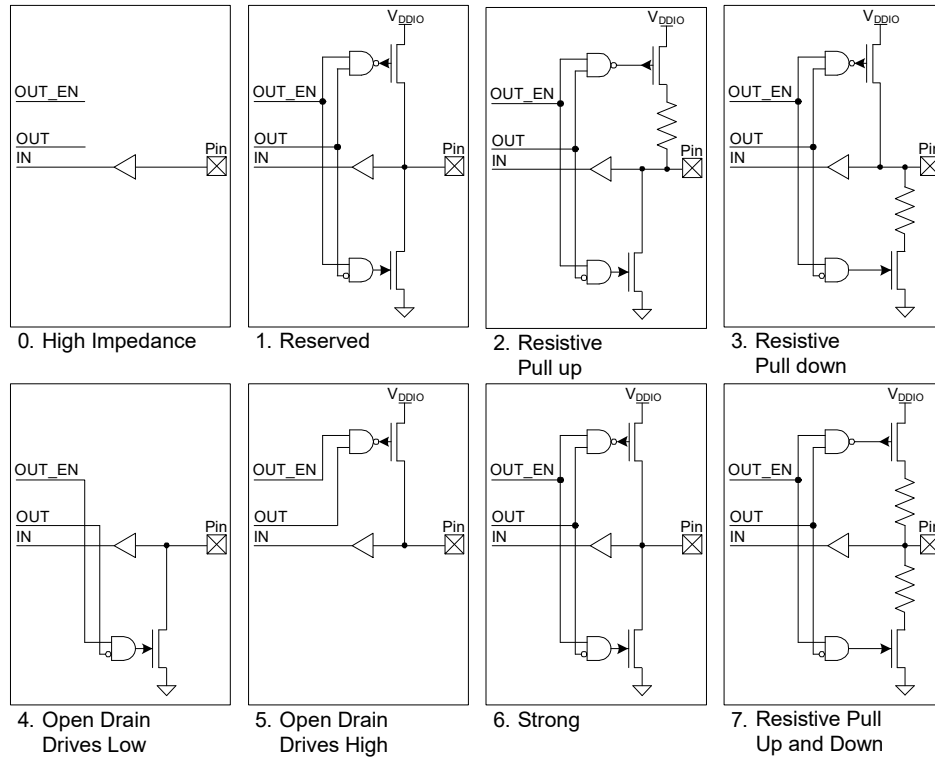 VDDIO
OUT_EN
OUT
IN
Pin
0. High Impedance
VDDIO
OUT_EN
OUT
IN
Pin
1. Reserved
VDDIO
OUT_EN
OUT
IN
Pin
2. Resistive
Pull up
VDDIO
OUT_EN
OUT
IN
Pin
3. Resistive
Pull down
OUT_EN
OUT
IN
Pin
4. Open Drain
Drives Low
VDDIO
OUT_EN
OUT
IN
Pin
5. Open Drain
Drives High
VDDIO
OUT_EN
OUT
IN
Pin
6. Strong
VDDIO
OUT_EN
OUT
IN
Pin
7. Resistive Pull
Up and Down